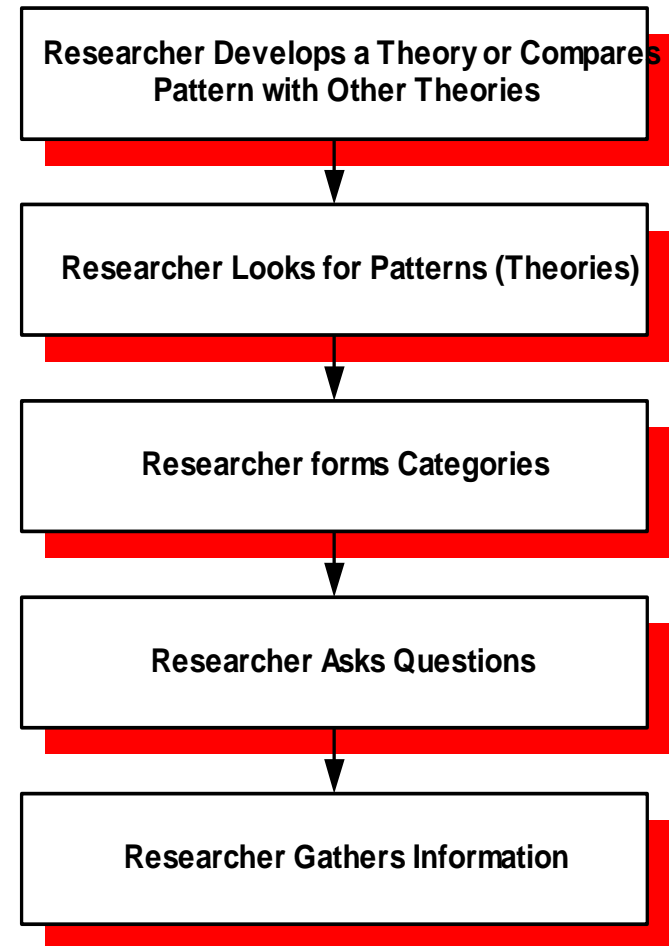 Researcher Develops a Theory or Compares
Pattern with Other Theories
Researcher Looks for Patterns (Theories)
Researcher forms Categories
Researcher Asks Questions
Researcher Gathers Information